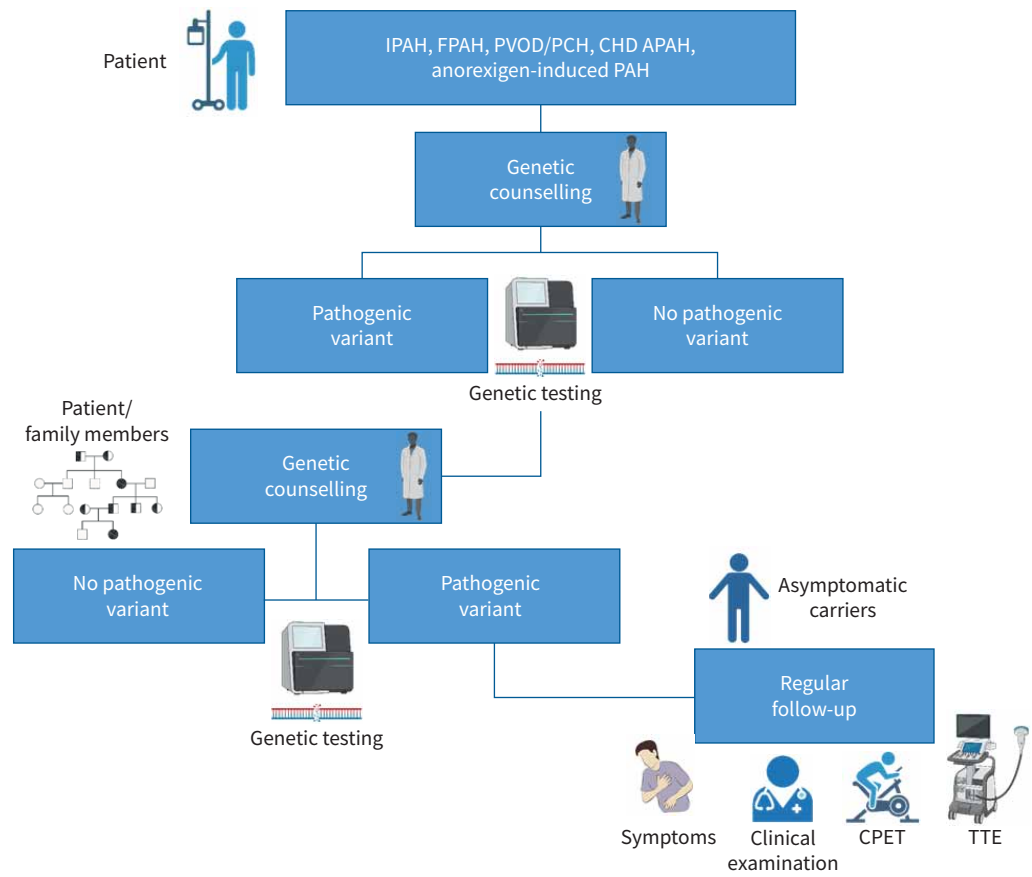 Patient
IPAH, FPAH, PVOD/PCH, CHD APAH,
anorexigen-induced PAH
Genetic
counselling
Pathogenic
variant
No pathogenic
variant
Genetic testing
Patient/
family members
Genetic
counselling
No pathogenic
variant
Pathogenic
variant
Genetic testing
Asymptomatic
carriers
Regular
follow-up
Symptoms
Clinical
examination
CPET
TTE